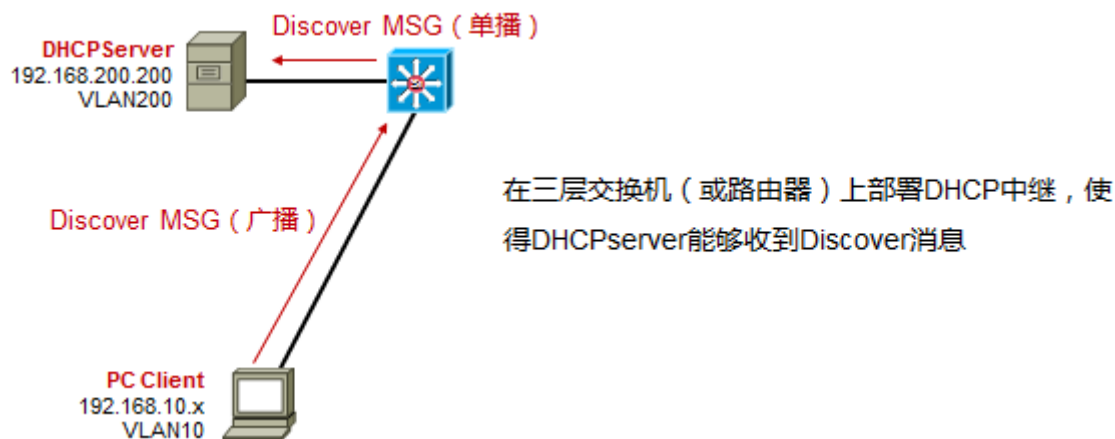 Discover MSG（单播）
DHCPServer
192.168.200.200
VLAN200
在三层交换机（或路由器）上部署DHCP中继，使
得DHCPserver能够收到Discover消息
Discover MSG（广播）
PC Client
192.168.10.x
VLAN10